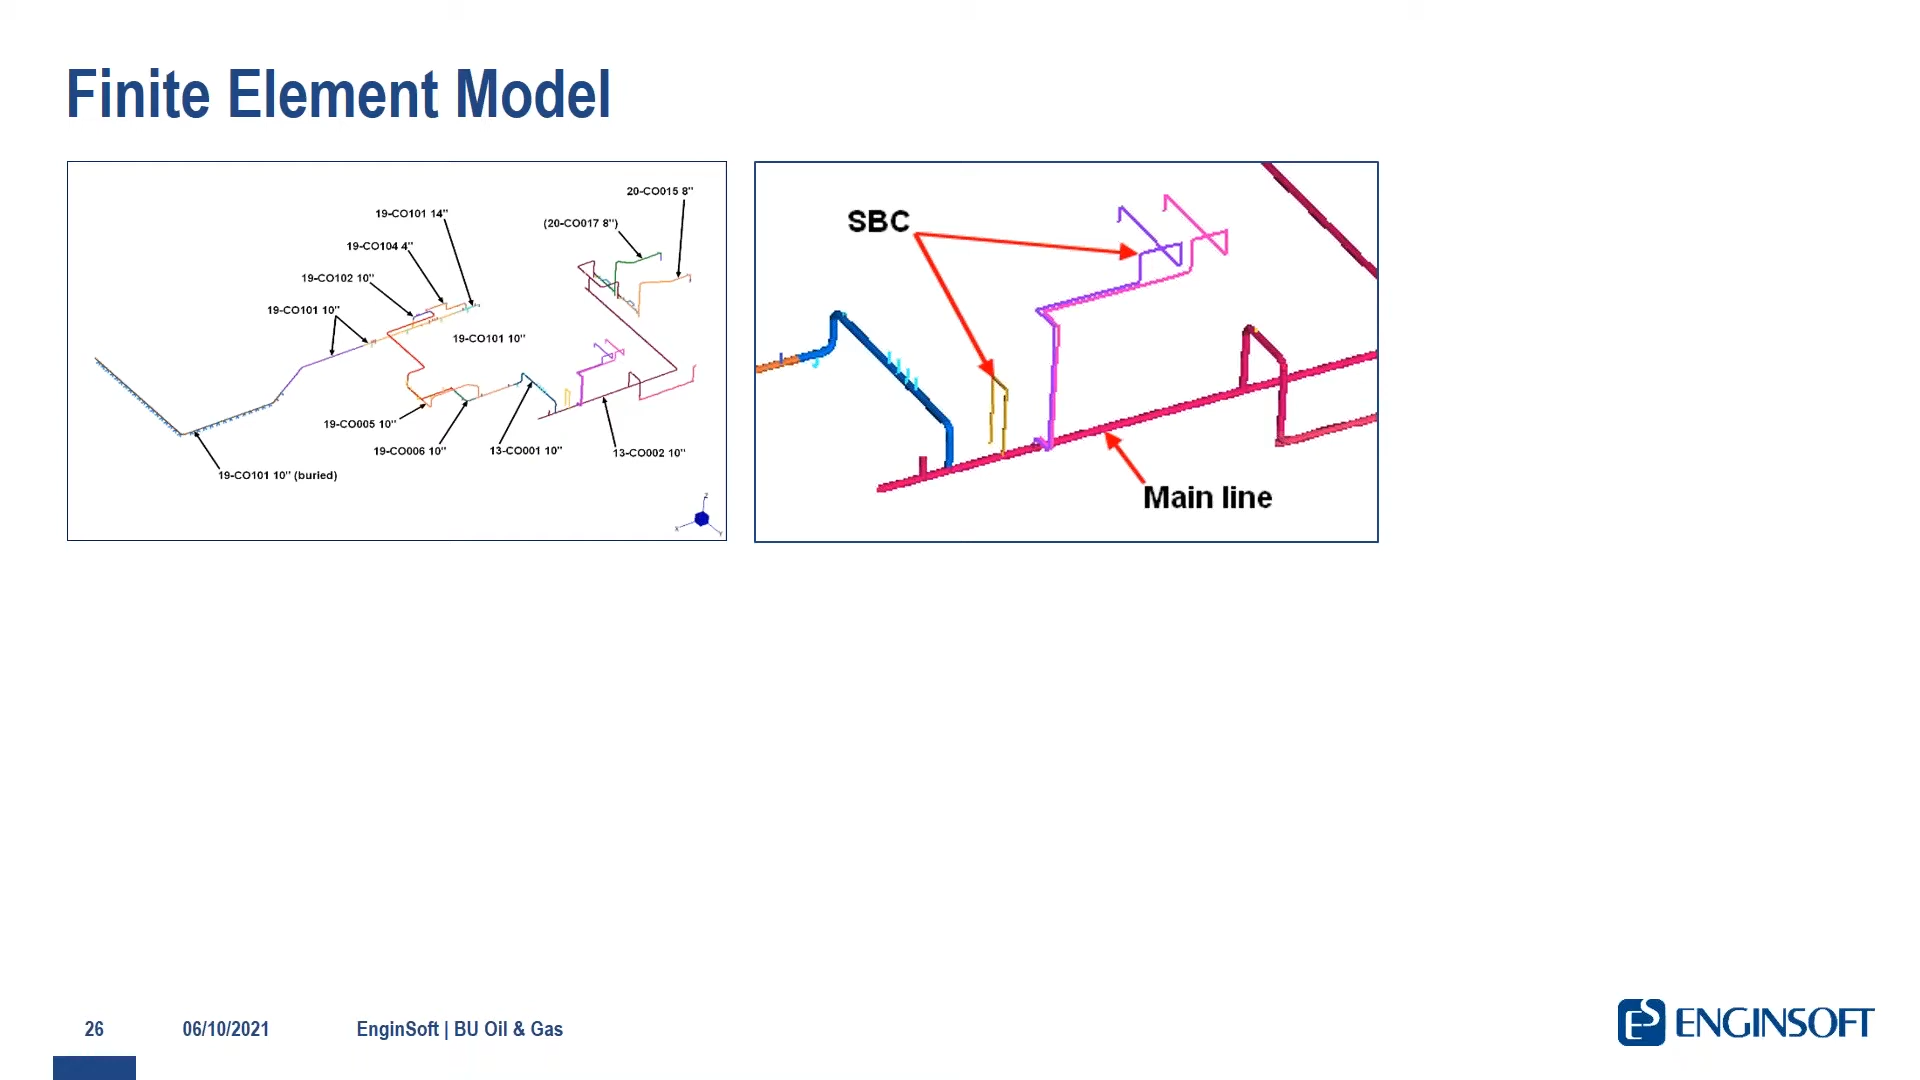 Finite Element Model
20-CO015 8"
19-CO101 14"
(20-CO017 8")
19-CO104 4"
19-CO102 10"
19-CO101 10"
19-CO101 10"
19-CO005 10"
19-CO006 10"
13-CO001 10"
13-CO002 10"
19-CO101 10" (buried)
Z
X
Y
SBC
Main line
26
06/10/2021
EnginSoft | BU Oil & Gas
ES ENGINSOFT